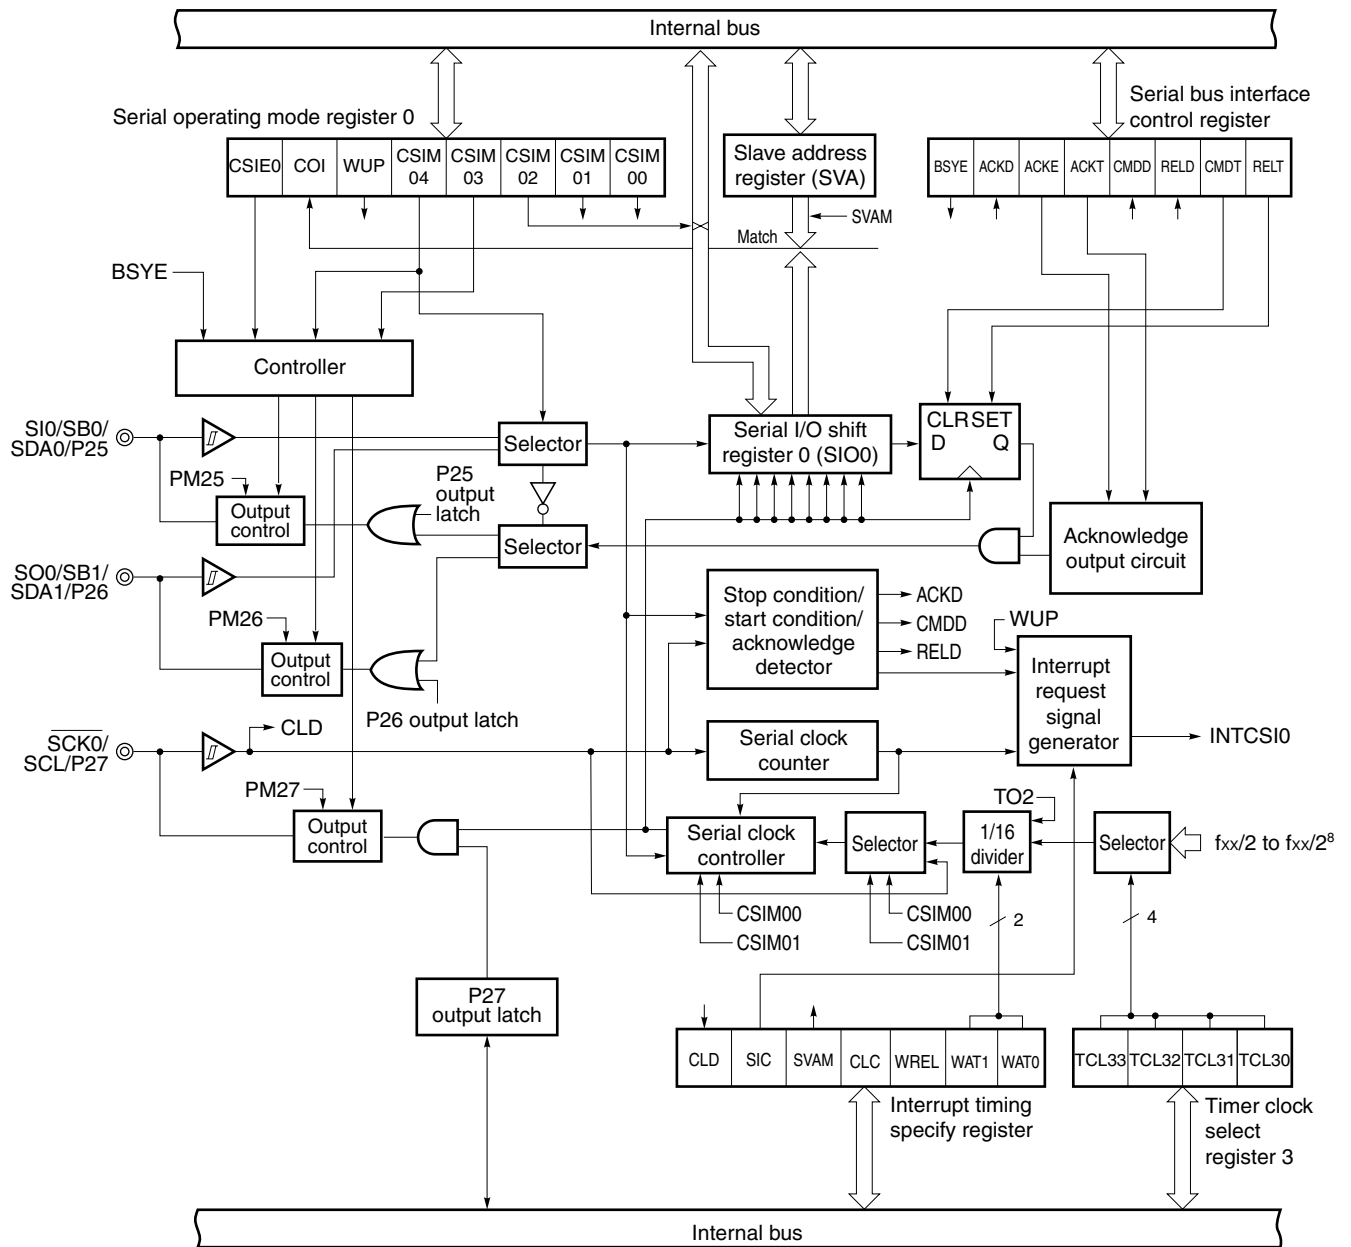 Internal bus
Serial operating mode register 0
Serial bus interface
control register
CSIE0 COI WUP CSIM
04 CSIM
03 CSIM
02 CSIM
01 CSIM
00
Slave address
register (SVA)
BSYE ACKD ACKE ACKT CMDD RELD CMDT RELT
SVAM
Match
BSYE
Controller
SI0/SB0/
SDA0/P25
Selector
Serial I/O shift
register 0 (SIO0)
CLR SET
D Q
PM25
P25
output
latch
Output
control
Selector
Acknowledge
output circuit
SO0/SB1/
SDA1/P26
Stop condition/
start condition/
acknowledge
detector
ACKD
CMDD
RELD
WUP
PM26
Output
control
P26 output latch
Interrupt
request
signal
generator
INTCSI0
SCK0/
SCL/P27
CLD
Serial clock
counter
PM27
Output
control
TO2
Serial clock
controller
Selector
1/16
divider
Selector
fxx/2 to fxx/2⁸
CSIM00
CSIM01
CSIM00
CSIM01
2
4
P27
output latch
CLD SIC SVAM CLC WREL WAT1 WAT0
TCL33 TCL32 TCL31 TCL30
Interrupt timing
specify register
Timer clock
select
register 3
Internal bus